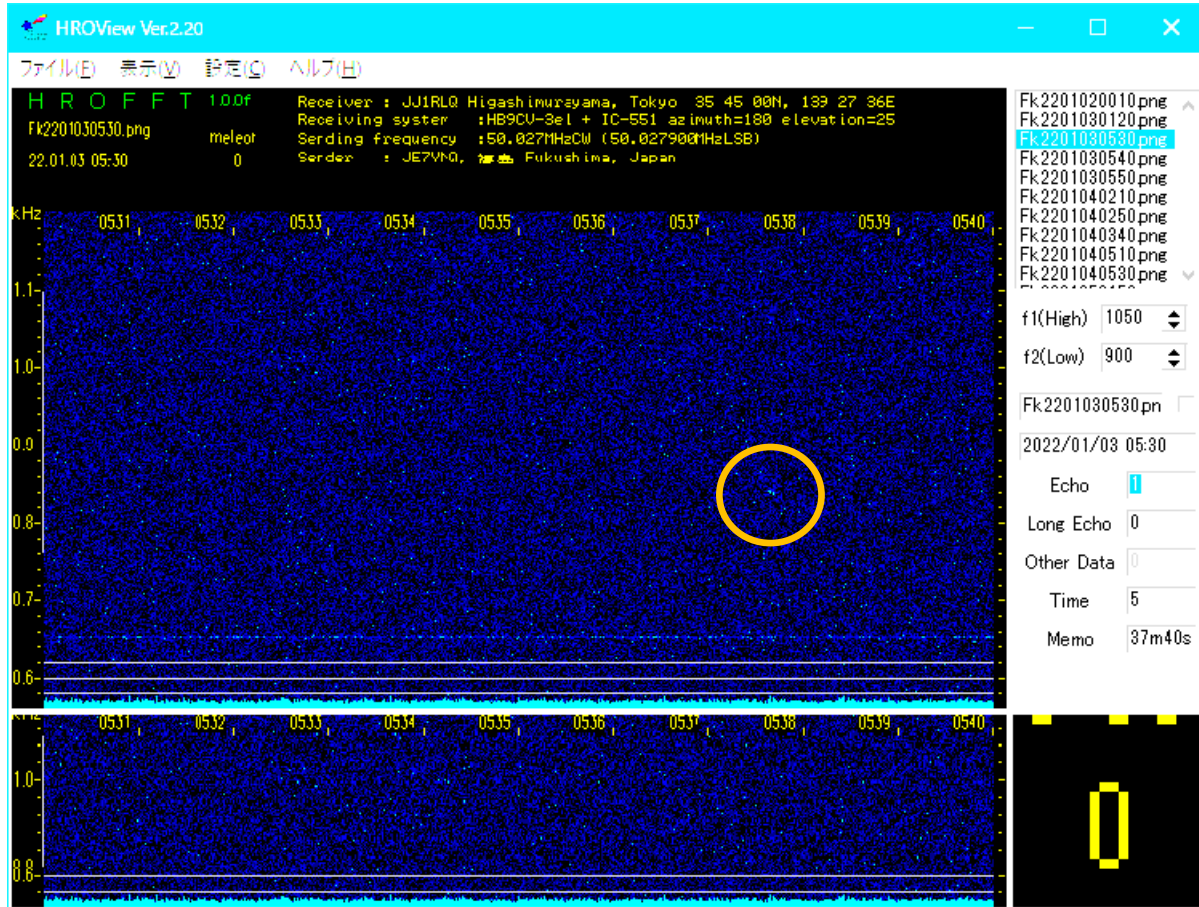 HROView Ver.2.20
ファイル(F) 表示(V) 設定(C) ヘルプ(H)
H R O F F T 1.0.0f
Fk2201030530.png
meteor
22.01.03 05:30
0
Receiver : JJ1RLQ Higashimurayama, Tokyo 35 45 00N, 139 27 36E
Receiving system :HB9CV-3el + IC-551 azimuth=180 elevation=25
Serding frequency :50.027MHzCW (50.027900MHzLSB)
Serder : JE7YNQ, Fukushima, Japan
kHz
0531 0532 0533 0534 0535 0536 0537 0538 0539 0540
1.1
1.0
0.9
0.8
0.7
0.6
kHz
0531 0532 0533 0534 0535 0536 0537 0538 0539 0540
1.0
0.6
Fk2201020010.png
Fk2201030120.png
Fk2201030530.png
Fk2201030540.png
Fk2201030550.png
Fk2201040210.png
Fk2201040250.png
Fk2201040340.png
Fk2201040510.png
Fk2201040530.png
f1(High) 1050
f2(Low) 900
Fk2201030530.pn
2022/01/03 05:30
Echo 1
Long Echo 0
Other Data 0
Time 5
Memo 37m40s
0